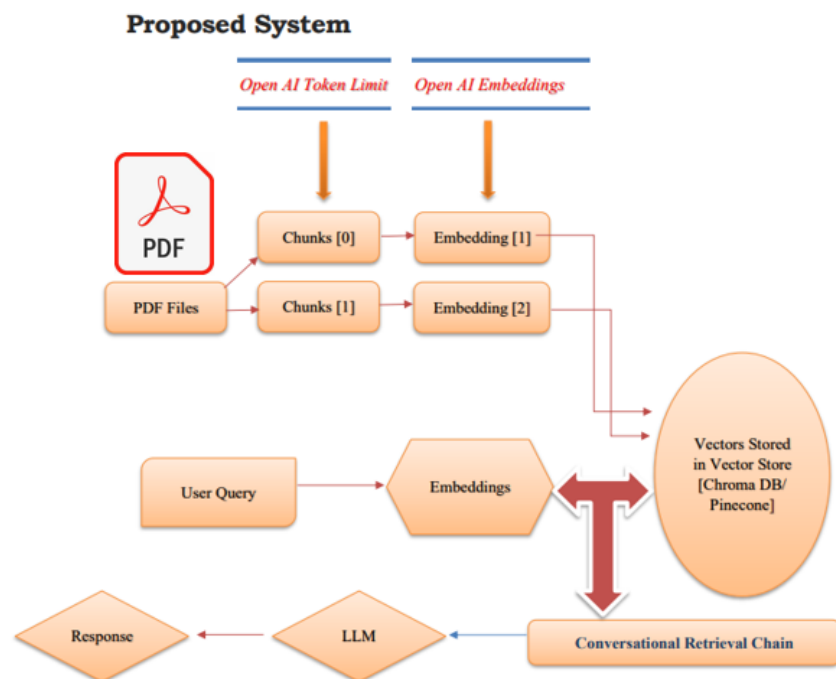 Proposed System
Open AI Token Limit
Open AI Embeddings
PDF
Chunks [0]
Embedding [1]
PDF Files
Chunks [1]
Embedding [2]
Vectors Stored
in Vector Store
[Chroma DB/
Pinecone]
User Query
Embeddings
Response
LLM
Conversational Retrieval Chain